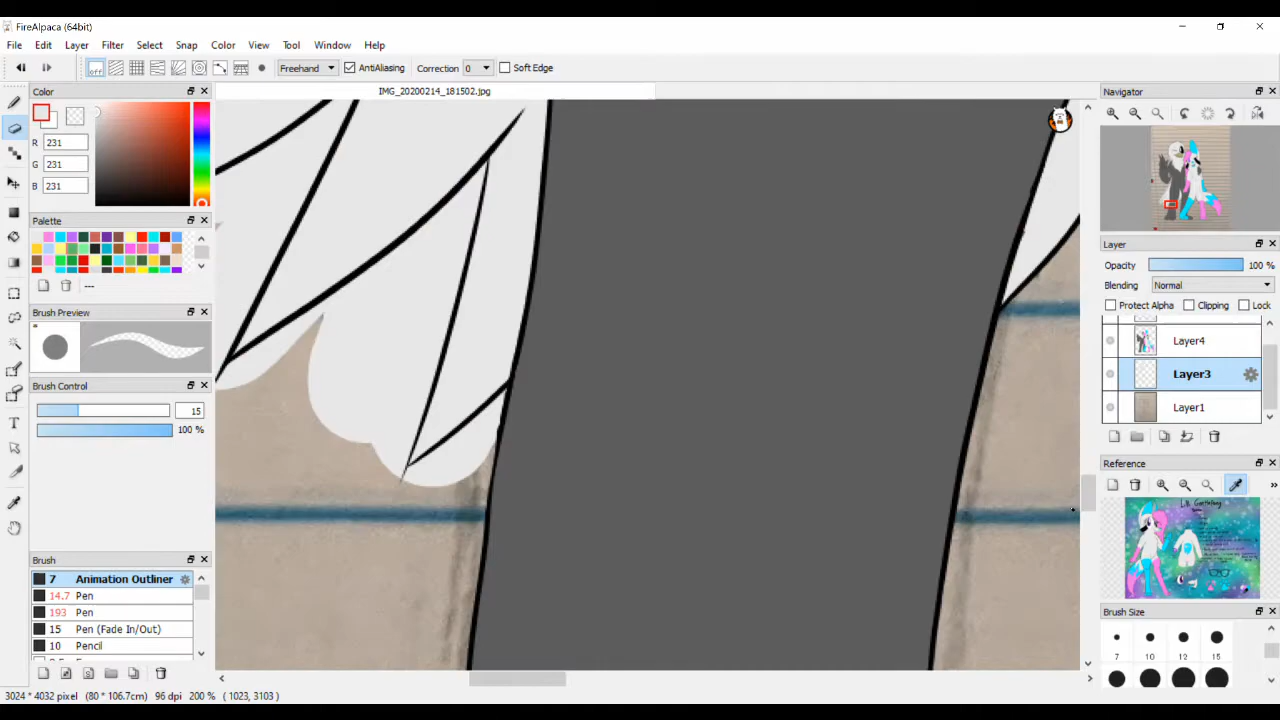 FireAlpaca (64bit)
File Edit Layer Filter Select Snap Color View Tool Window Help
off Freehand AntiAliasing Correction 0 Soft Edge
Color
IMG_20200214_181502.jpg
Navigator
R 231
G 231
B 231
Palette
---
Brush Preview
Brush Control
15
100 %
Brush
7 Animation Outliner
14.7 Pen
193 Pen
15 Pen (Fade In/Out)
10 Pencil
Layer
Opacity 100 %
Blending Normal
Protect Alpha Clipping Lock
Layer4
Layer3
Layer1
Reference
Brush Size
7 10 12 15
3024 * 4032 pixel (80 * 106.7cm) 96 dpi 200 % ( 1023, 3103 )